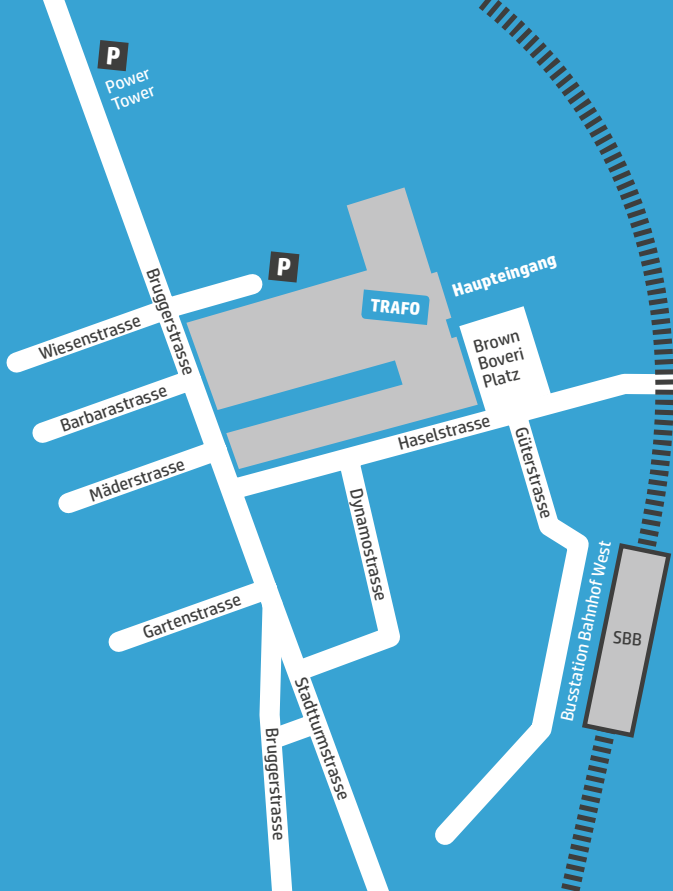 P
Power
Tower
P
Haupteingang
TRAFO
Bruggerstrasse
Wiesenstrasse
Brown
Boveri
Platz
Barbarastrasse
Haselstrasse
Mäderstrasse
Güterstrasse
Dynamostrasse
Gartenstrasse
Busstation Bahnhof West
SBB
Stadtturmstrasse
Bruggerstrasse